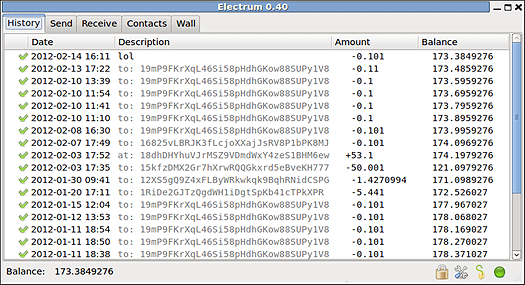 Electrum 0.40
History Send Receive Contacts Wall
Date Description Amount Balance
2012-02-14 16:11 lol -0.101 173.3849276
2012-02-13 17:22 to: 19mP9FKrXqL46Si58pHdhGKow88SUPy1V8 -0.11 173.4859276
2012-02-10 13:39 to: 19mP9FKrXqL46Si58pHdhGKow88SUPy1V8 -0.1 173.5959276
2012-02-10 11:54 to: 19mP9FKrXqL46Si58pHdhGKow88SUPy1V8 -0.1 173.6959276
2012-02-10 11:41 to: 19mP9FKrXqL46Si58pHdhGKow88SUPy1V8 -0.1 173.7959276
2012-02-10 11:10 to: 19mP9FKrXqL46Si58pHdhGKow88SUPy1V8 -0.1 173.8959276
2012-02-08 16:30 to: 19mP9FKrXqL46Si58pHdhGKow88SUPy1V8 -0.101 173.9959276
2012-02-07 17:49 to: 16825vLBRJK3fLcjoXXajJsRV8P1bPK8MJ -0.101 174.0969276
2012-02-03 17:52 at: 18dhDYhuVJrMSZ9VDmdWxY4zeS1BHM6ew +53.1 174.1979276
2012-02-03 17:35 to: 15kfzDMX2Gr7hXrwRQQGkxrd5eBveKH777 -50.001 121.0979276
2012-01-30 09:41 to: 12XS5gQ9Z4xFLByWRkwkqk9BqhRNidCSPG -1.4270994 171.0989276
2012-01-20 17:11 to: 1RiDe2GJTzQgdWH1iDgtSpKb41cTPkXPR -5.441 172.526027
2012-01-15 12:04 to: 19mP9FKrXqL46Si58pHdhGKow88SUPy1V8 -0.101 177.967027
2012-01-12 13:53 to: 19mP9FKrXqL46Si58pHdhGKow88SUPy1V8 -0.101 178.068027
2012-01-11 18:54 to: 19mP9FKrXqL46Si58pHdhGKow88SUPy1V8 -0.101 178.169027
2012-01-11 18:50 to: 19mP9FKrXqL46Si58pHdhGKow88SUPy1V8 -0.101 178.270027
2012-01-11 18:38 to: 19mP9FKrXqL46Si58pHdhGKow88SUPy1V8 -0.101 178.371027
Balance: 173.3849276